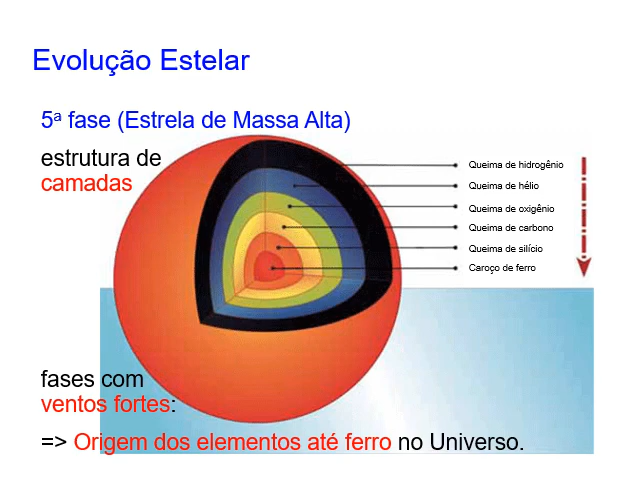 Evolução Estelar
5ª fase (Estrela de Massa Alta)
estrutura de
camadas
Queima de hidrogênio
Queima de hélio
Queima de oxigênio
Queima de carbono
Queima de silício
Caroço de ferro
fases com
ventos fortes:
=> Origem dos elementos até ferro no Universo.